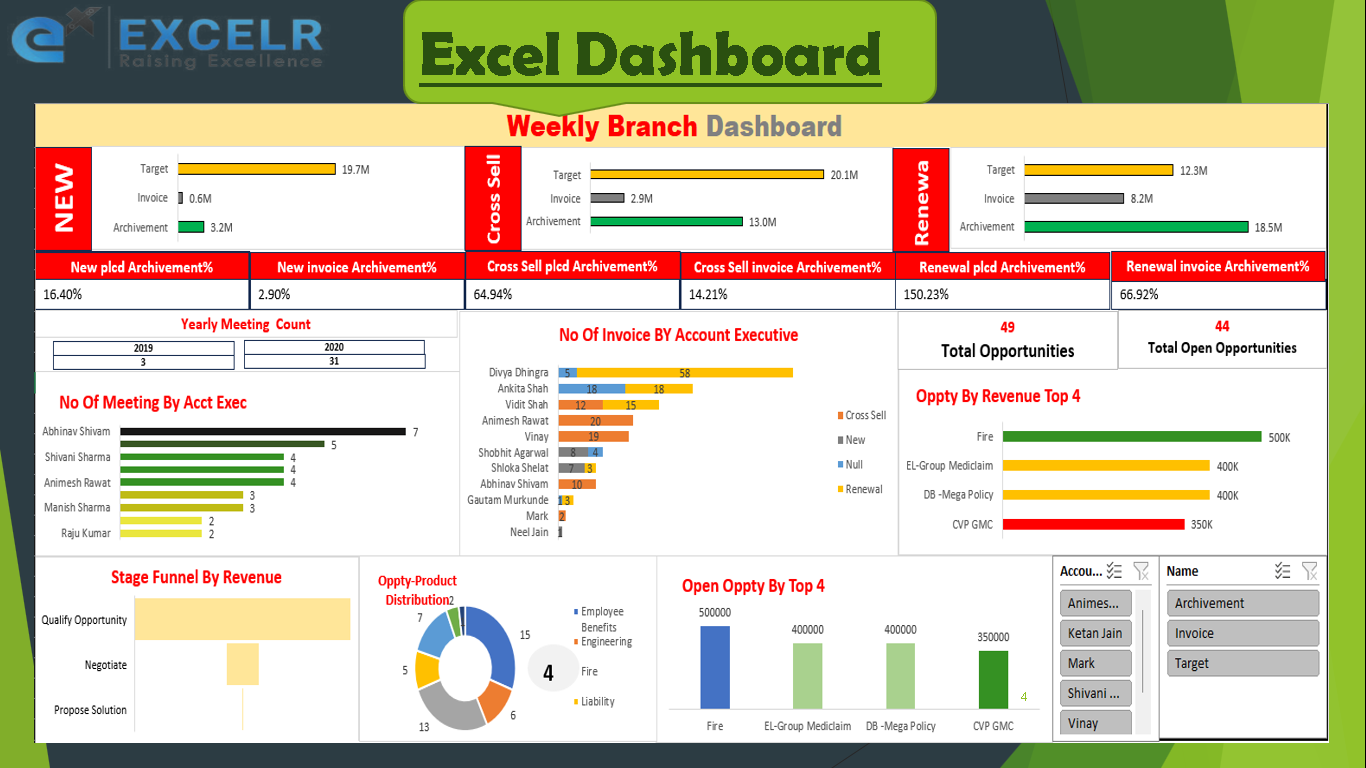 EXCELR
Raising Excellence
Excel Dashboard
Weekly Branch Dashboard
NEW
Target 19.7M
Invoice 0.6M
Archivement 3.2M
Cross Sell
Target 20.1M
Invoice 2.9M
Archivement 13.0M
Renewa
Target 12.3M
Invoice 8.2M
Archivement 18.5M
New plcd Archivement% New invoice Archivement% Cross Sell plcd Archivement% Cross Sell invoice Archivement% Renewal plcd Archivement% Renewal invoice Archivement%
16.40% 2.90% 64.94% 14.21% 150.23% 66.92%
Yearly Meeting Count
2019 2020
3 31
No Of Meeting By Acct Exec
Abhinav Shivam 7
5
Shivani Sharma 4
4
Animesh Rawat 4
3
Manish Sharma 3
2
Raju Kumar 2
No Of Invoice BY Account Executive
Divya Dhingra 5 58
Ankita Shah 18 18
Vidit Shah 12 15
Animesh Rawat 20
Vinay 19
Shobhit Agarwal 8 4
Shloka Shelat 7 3
Abhinav Shivam 10
Gautam Murkunde 1 3
Mark 2
Neel Jain
Cross Sell
New
Null
Renewal
49
Total Opportunities
44
Total Open Opportunities
Oppty By Revenue Top 4
Fire 500K
EL-Group Mediclaim 400K
DB -Mega Policy 400K
CVP GMC 350K
Stage Funnel By Revenue
Qualify Opportunity
Negotiate
Propose Solution
Oppty-Product
Distribution
2
7
15
5
6
13
Employee
Benefits
Engineering
Fire
Liability
4
Open Oppty By Top 4
500000
400000
400000
350000
4
Fire EL-Group Mediclaim DB -Mega Policy CVP GMC
Accou...
Animes...
Ketan Jain
Mark
Shivani ...
Vinay
Name
Archivement
Invoice
Target